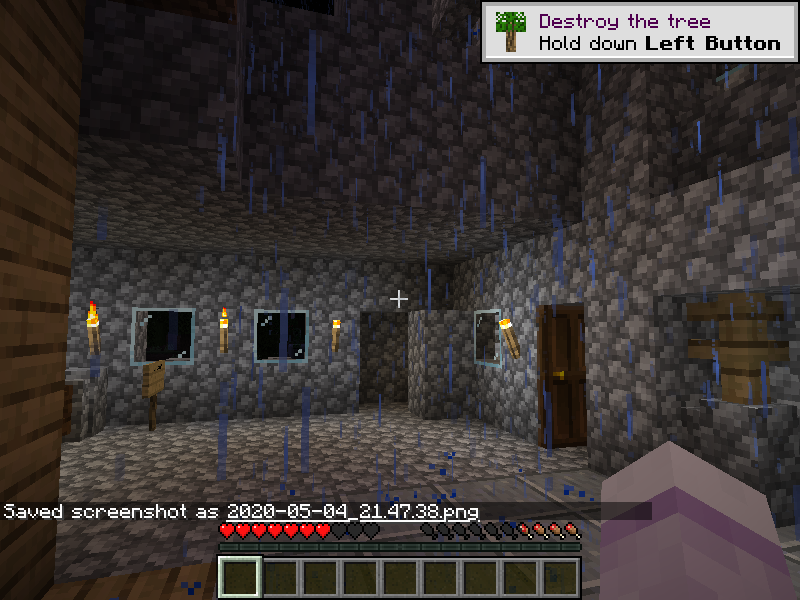 Destroy the tree
Hold down Left Button
Saved screenshot as 2020-05-04_21.47.38.png